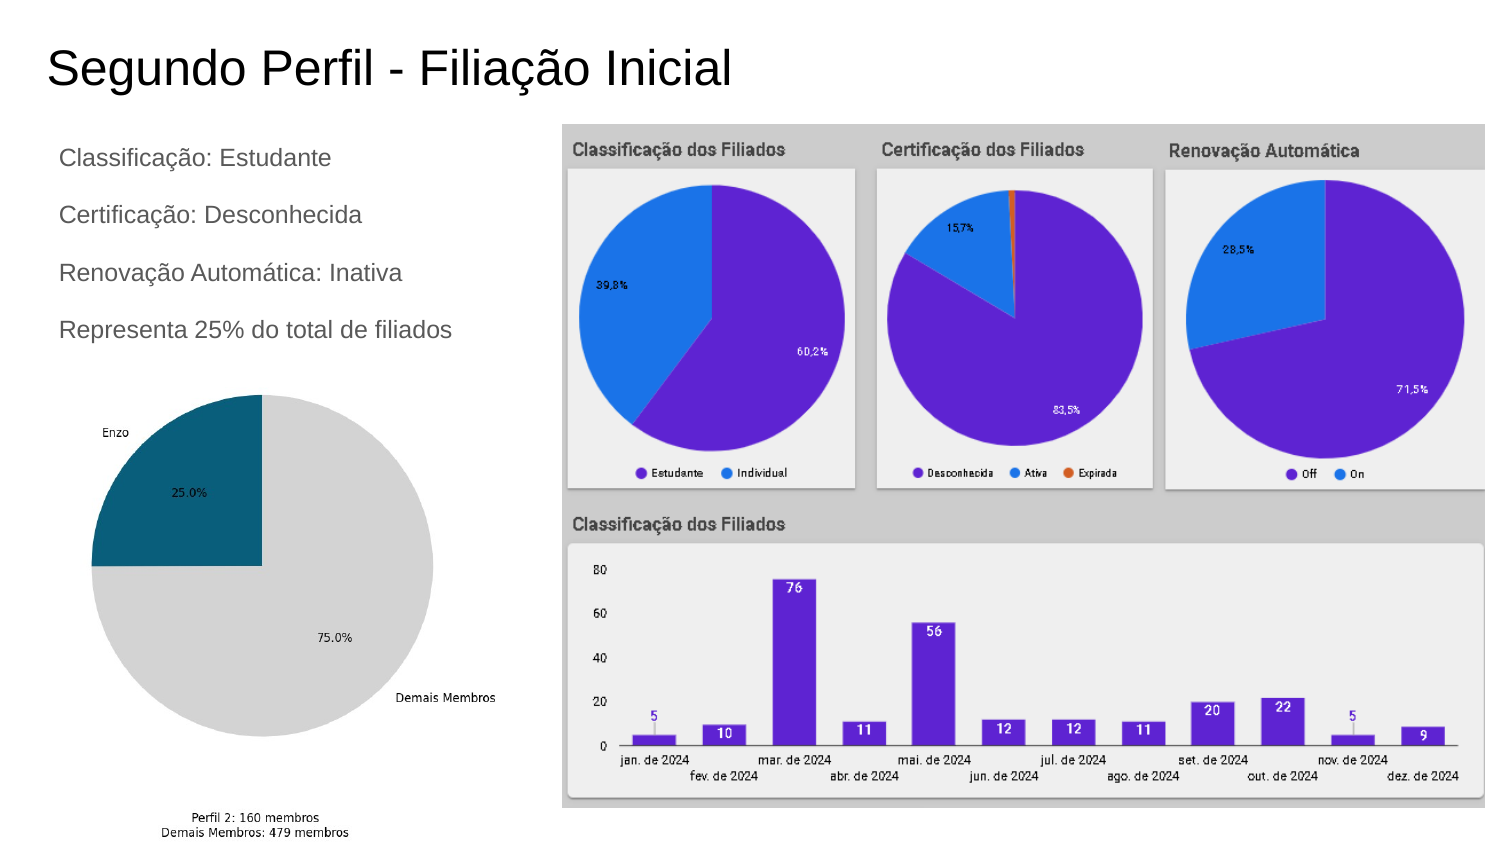 Segundo Perfil - Filiação Inicial
Classificação: Estudante
Certificação: Desconhecida
Renovação Automática: Inativa
Representa 25% do total de filiados
Enzo
25.0%
75.0%
Demais Membros
Perfil 2: 160 membros
Demais Membros: 479 membros
Classificação dos Filiados
39,8%
60,2%
Estudante Individual
Certificação dos Filiados
15,7%
83,5%
Desconhecida Ativa Expirada
Renovação Automática
28,5%
71,5%
Off On
Classificação dos Filiados
80
60
40
20
0
5 10 76 11 56 12 12 11 20 22 5 9
jan. de 2024 mar. de 2024 mai. de 2024 jul. de 2024 set. de 2024 nov. de 2024
fev. de 2024 abr. de 2024 jun. de 2024 ago. de 2024 out. de 2024 dez. de 2024